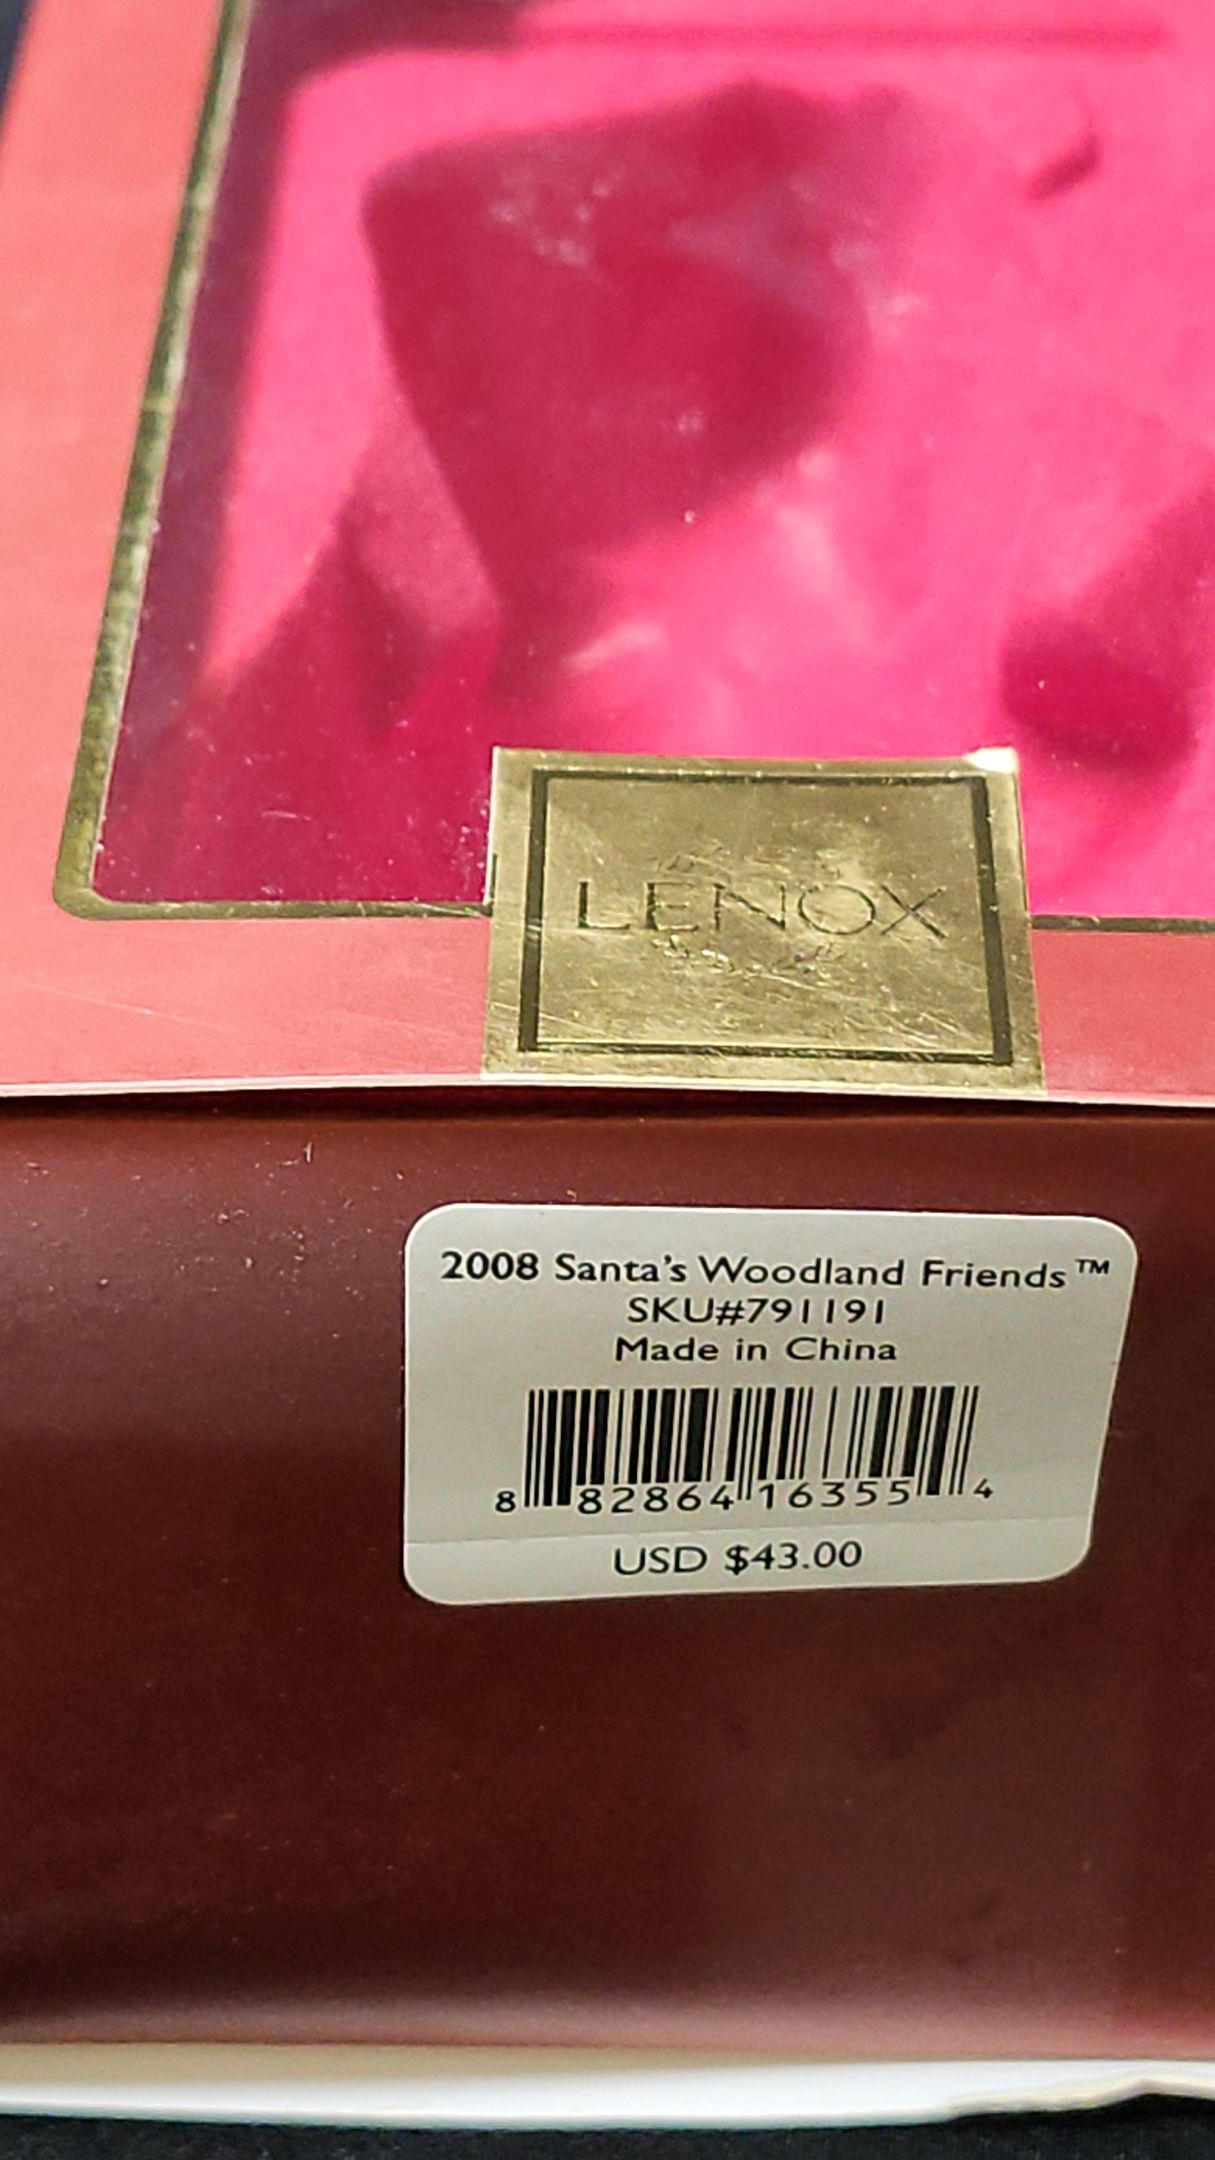 LENOX
2008 Santa's Woodland Friends™
SKU#791191
Made in China
8 82864 16355 4
USD $43.00